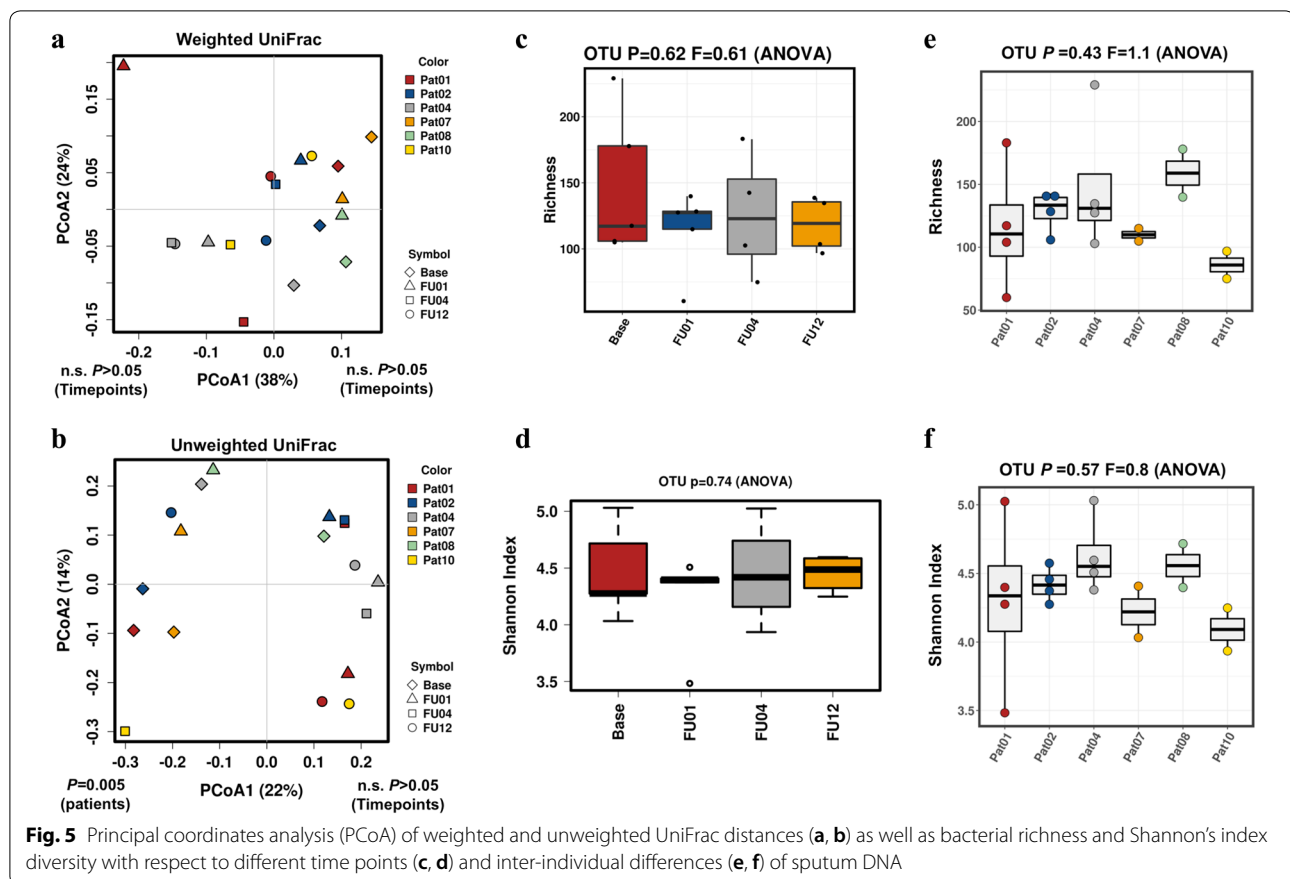 a
Weighted UniFrac
PCoA2 (24%)
0.15
0.05
-0.05
-0.15
-0.2
-0.1
0.0
0.1
PCoA1 (38%)
n.s. P>0.05
(Timepoints)
n.s. P>0.05
(Timepoints)
Color
Pat01
Pat02
Pat04
Pat07
Pat08
Pat10
Symbol
Base
FU01
FU04
FU12
b
Unweighted UniFrac
PCoA2 (14%)
0.2
0.1
0.0
-0.1
-0.2
-0.3
-0.3
-0.2
-0.1
0.0
0.1
0.2
PCoA1 (22%)
P=0.005
(patients)
n.s. P>0.05
(Timepoints)
Color
Pat01
Pat02
Pat04
Pat07
Pat08
Pat10
Symbol
Base
FU01
FU04
FU12
c
OTU P=0.62 F=0.61 (ANOVA)
Richness
200
150
100
Base
FU01
FU04
FU12
d
OTU p=0.74 (ANOVA)
Shannon Index
5.0
4.5
4.0
3.5
Base
FU01
FU04
FU12
e
OTU P =0.43 F=1.1 (ANOVA)
Richness
200
150
100
50
Pat01
Pat02
Pat04
Pat07
Pat08
Pat10
f
OTU P =0.57 F=0.8 (ANOVA)
Shannon Index
5.0
4.5
4.0
3.5
Pat01
Pat02
Pat04
Pat07
Pat08
Pat10
Fig. 5 Principal coordinates analysis (PCoA) of weighted and unweighted UniFrac distances (a, b) as well as bacterial richness and Shannon's index
diversity with respect to different time points (c, d) and inter-individual differences (e, f) of sputum DNA